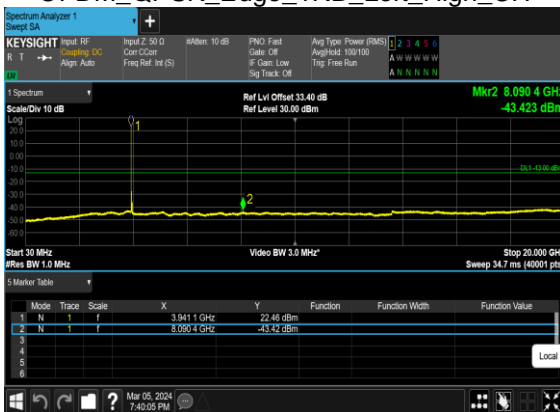 Spectrum Analyzer 1
Swept SA
KEYSIGHT
R T
Input: RF
Coupling: DC
Align: Auto
Input Z: 50 Ω
Corr CCorr
Freq Ref: Int (S)
#Atten: 10 dB
PNO: Fast
Gate: Off
IF Gain: Low
Sig Track: Off
Avg Type: Power (RMS)
Avg|Hold: 100/100
Trig: Free Run
1 2 3 4 5 6
A W W W W W
A N N N N N
1 Spectrum
Scale/Div 10 dB
Ref Lvl Offset 33.40 dB
Ref Level 30.00 dBm
Mkr2 8.090 4 GHz
-43.423 dBm
Log
20.0
10.0
0.00
-10.0
-20.0
-30.0
-40.0
-50.0
-60.0
1
2
DL1 -13.00 dBm
Start 30 MHz
#Res BW 1.0 MHz
Video BW 3.0 MHz*
Stop 20.000 GHz
Sweep 34.7 ms (40001 pts)
5 Marker Table
Mode Trace Scale X Y Function Function Width Function Value
1 N 1 f 3.941 1 GHz 22.46 dBm
2 N 1 f 8.090 4 GHz -43.42 dBm
3
4
5
6
Local
?
Mar 05, 2024
7:40:05 PM